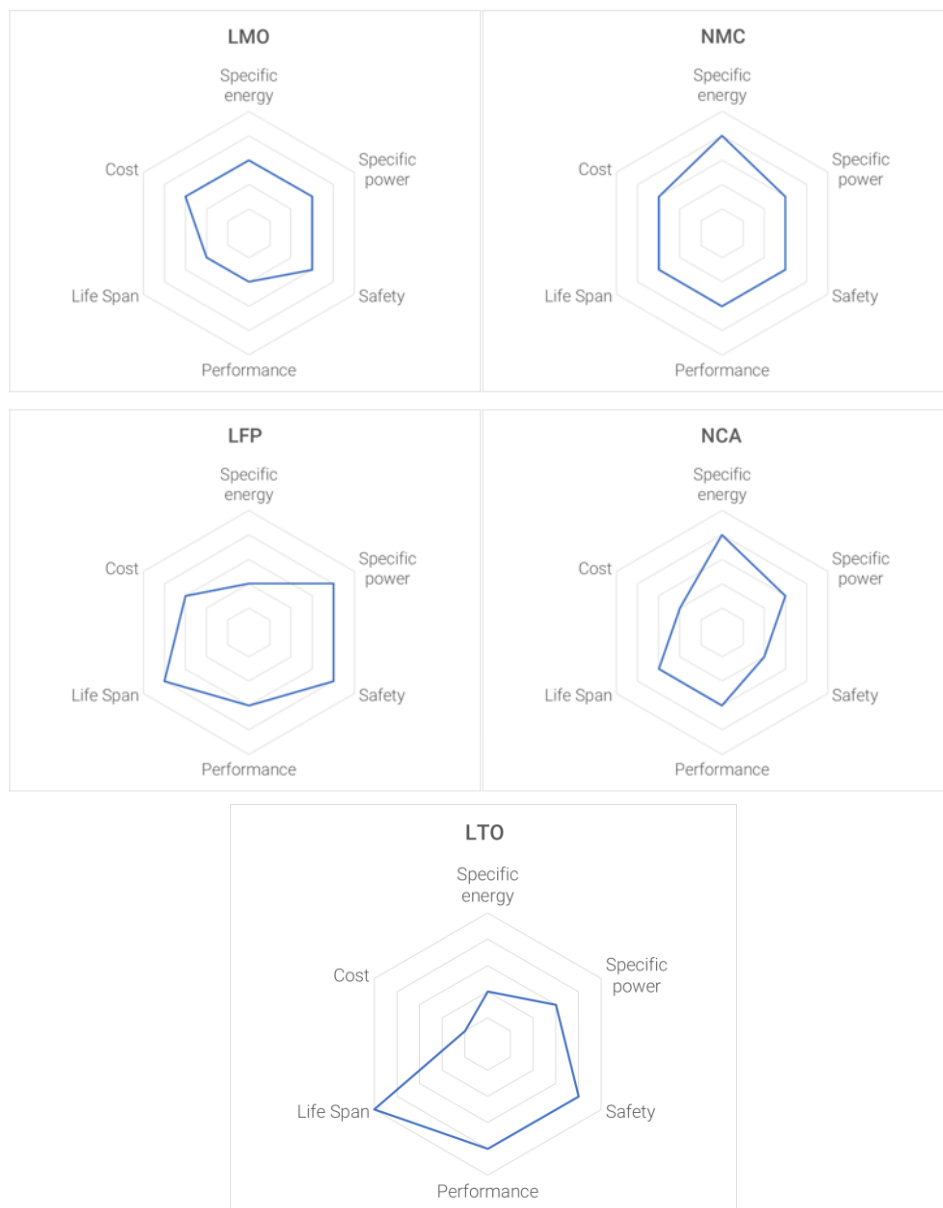 LMO
Specific
energy
Specific
power
Safety
Performance
Life Span
Cost
NMC
Specific
energy
Specific
power
Safety
Performance
Life Span
Cost
LFP
Specific
energy
Specific
power
Safety
Performance
Life Span
Cost
NCA
Specific
energy
Specific
power
Safety
Performance
Life Span
Cost
LTO
Specific
energy
Specific
power
Safety
Performance
Life Span
Cost